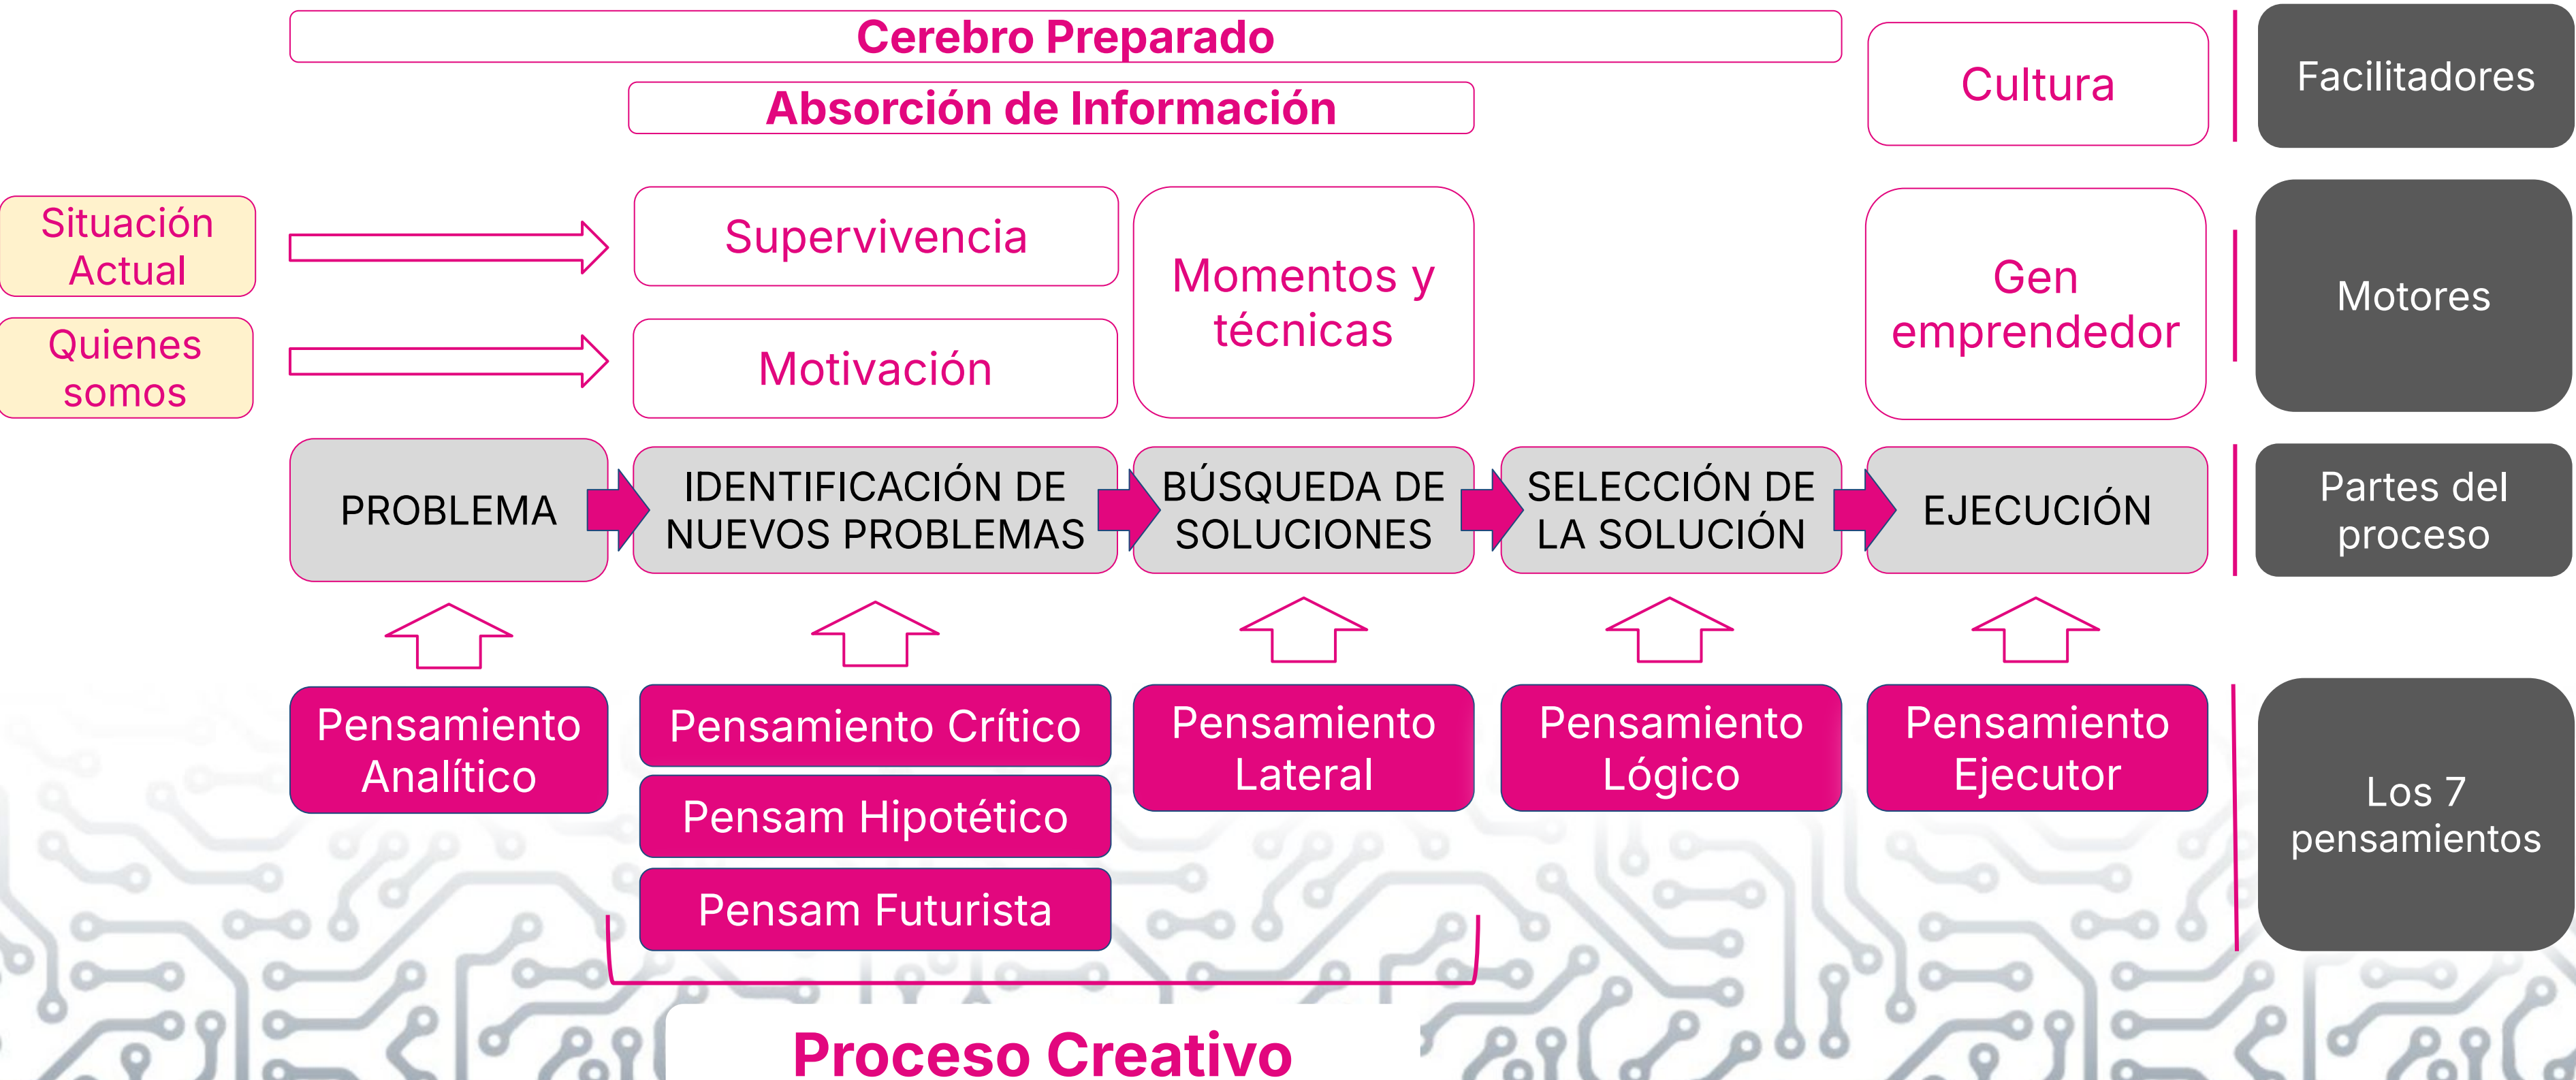 Cerebro Preparado
Absorción de Información
Cultura
Facilitadores
Situación
Actual
Supervivencia
Quienes
somos
Motivación
Momentos y
técnicas
Gen
emprendedor
Motores
PROBLEMA
IDENTIFICACIÓN DE
NUEVOS PROBLEMAS
BÚSQUEDA DE
SOLUCIONES
SELECCIÓN DE
LA SOLUCIÓN
EJECUCIÓN
Partes del
proceso
Pensamiento
Analítico
Pensamiento Crítico
Pensam Hipotético
Pensam Futurista
Pensamiento
Lateral
Pensamiento
Lógico
Pensamiento
Ejecutor
Los 7
pensamientos
Proceso Creativo